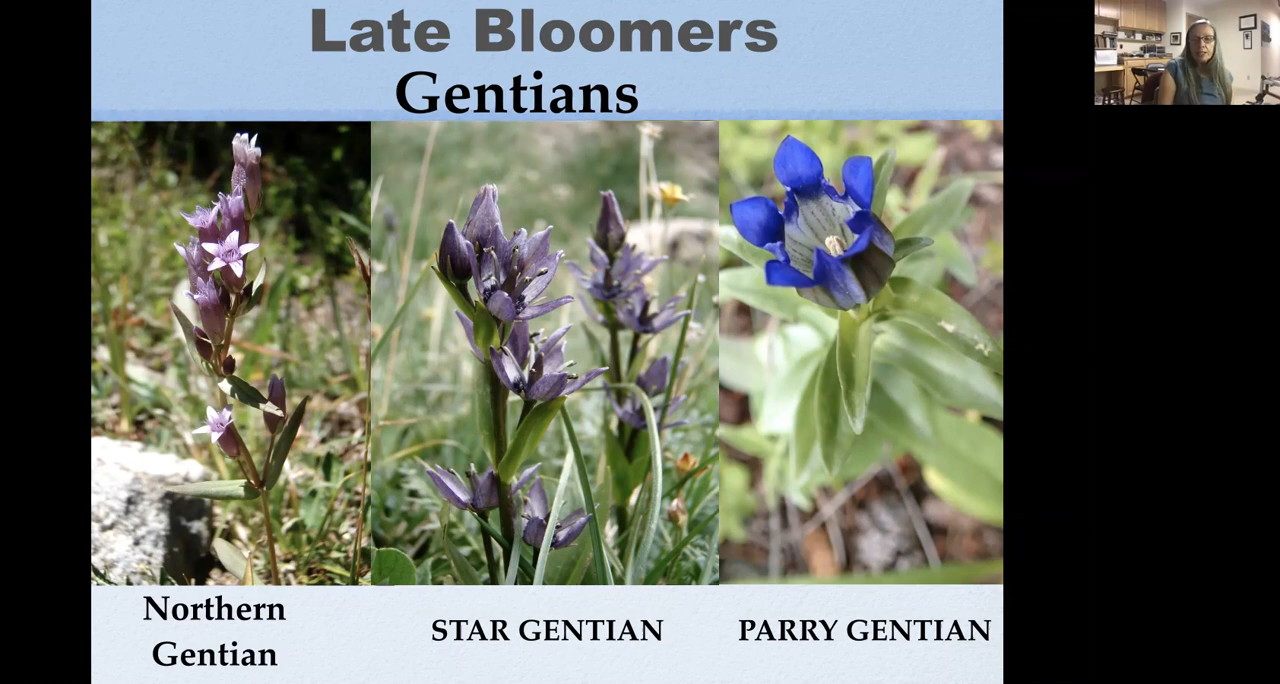 Late Bloomers
Gentians
Northern
Gentian
STAR GENTIAN
PARRY GENTIAN